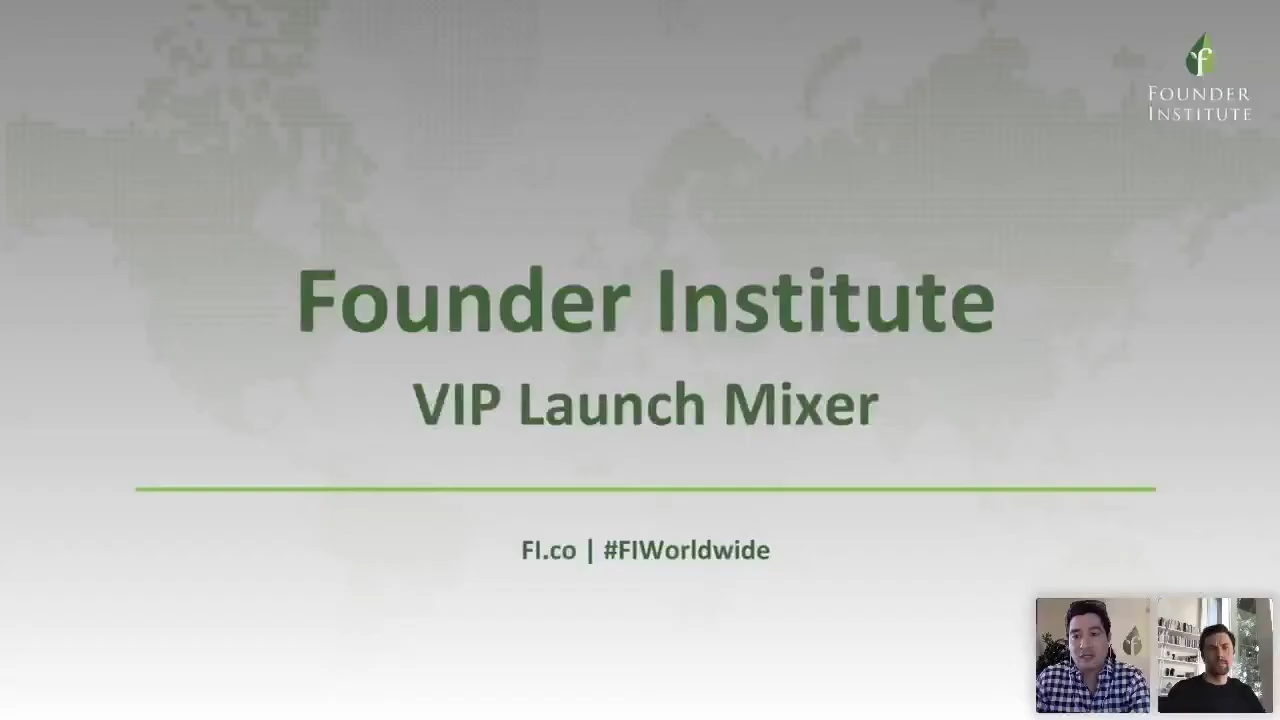 FOUNDER
INSTITUTE
Founder Institute
VIP Launch Mixer
FI.co | #FIWorldwide